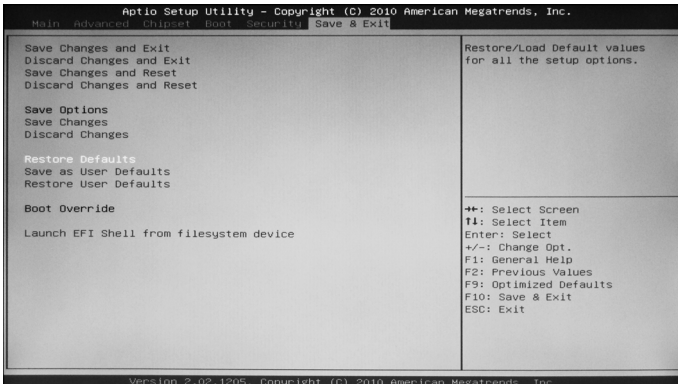 Aptio Setup Utility – Copyright (C) 2010 American Megatrends, Inc.
Main Advanced Chipset Boot Security Save & Exit
Save Changes and Exit
Discard Changes and Exit
Save Changes and Reset
Discard Changes and Reset
Save Options
Save Changes
Discard Changes
Restore Defaults
Save as User Defaults
Restore User Defaults
Boot Override
Launch EFI Shell from filesystem device
Restore/Load Default values
for all the setup options.
→←: Select Screen
↑↓: Select Item
Enter: Select
+/-: Change Opt.
F1: General Help
F2: Previous Values
F9: Optimized Defaults
F10: Save & Exit
ESC: Exit
Version 2.02.1205. Copyright (C) 2010 American Megatrends, Inc.